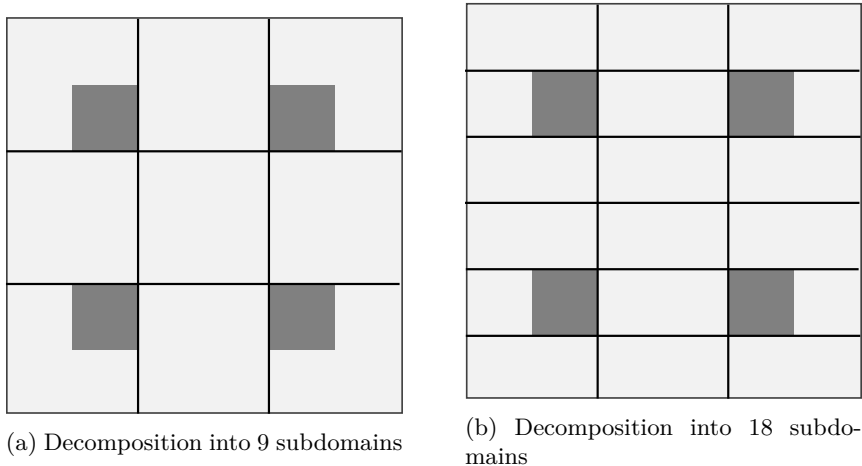 (a) Decomposition into 9 subdomains
(b) Decomposition into 18 subdo-
mains